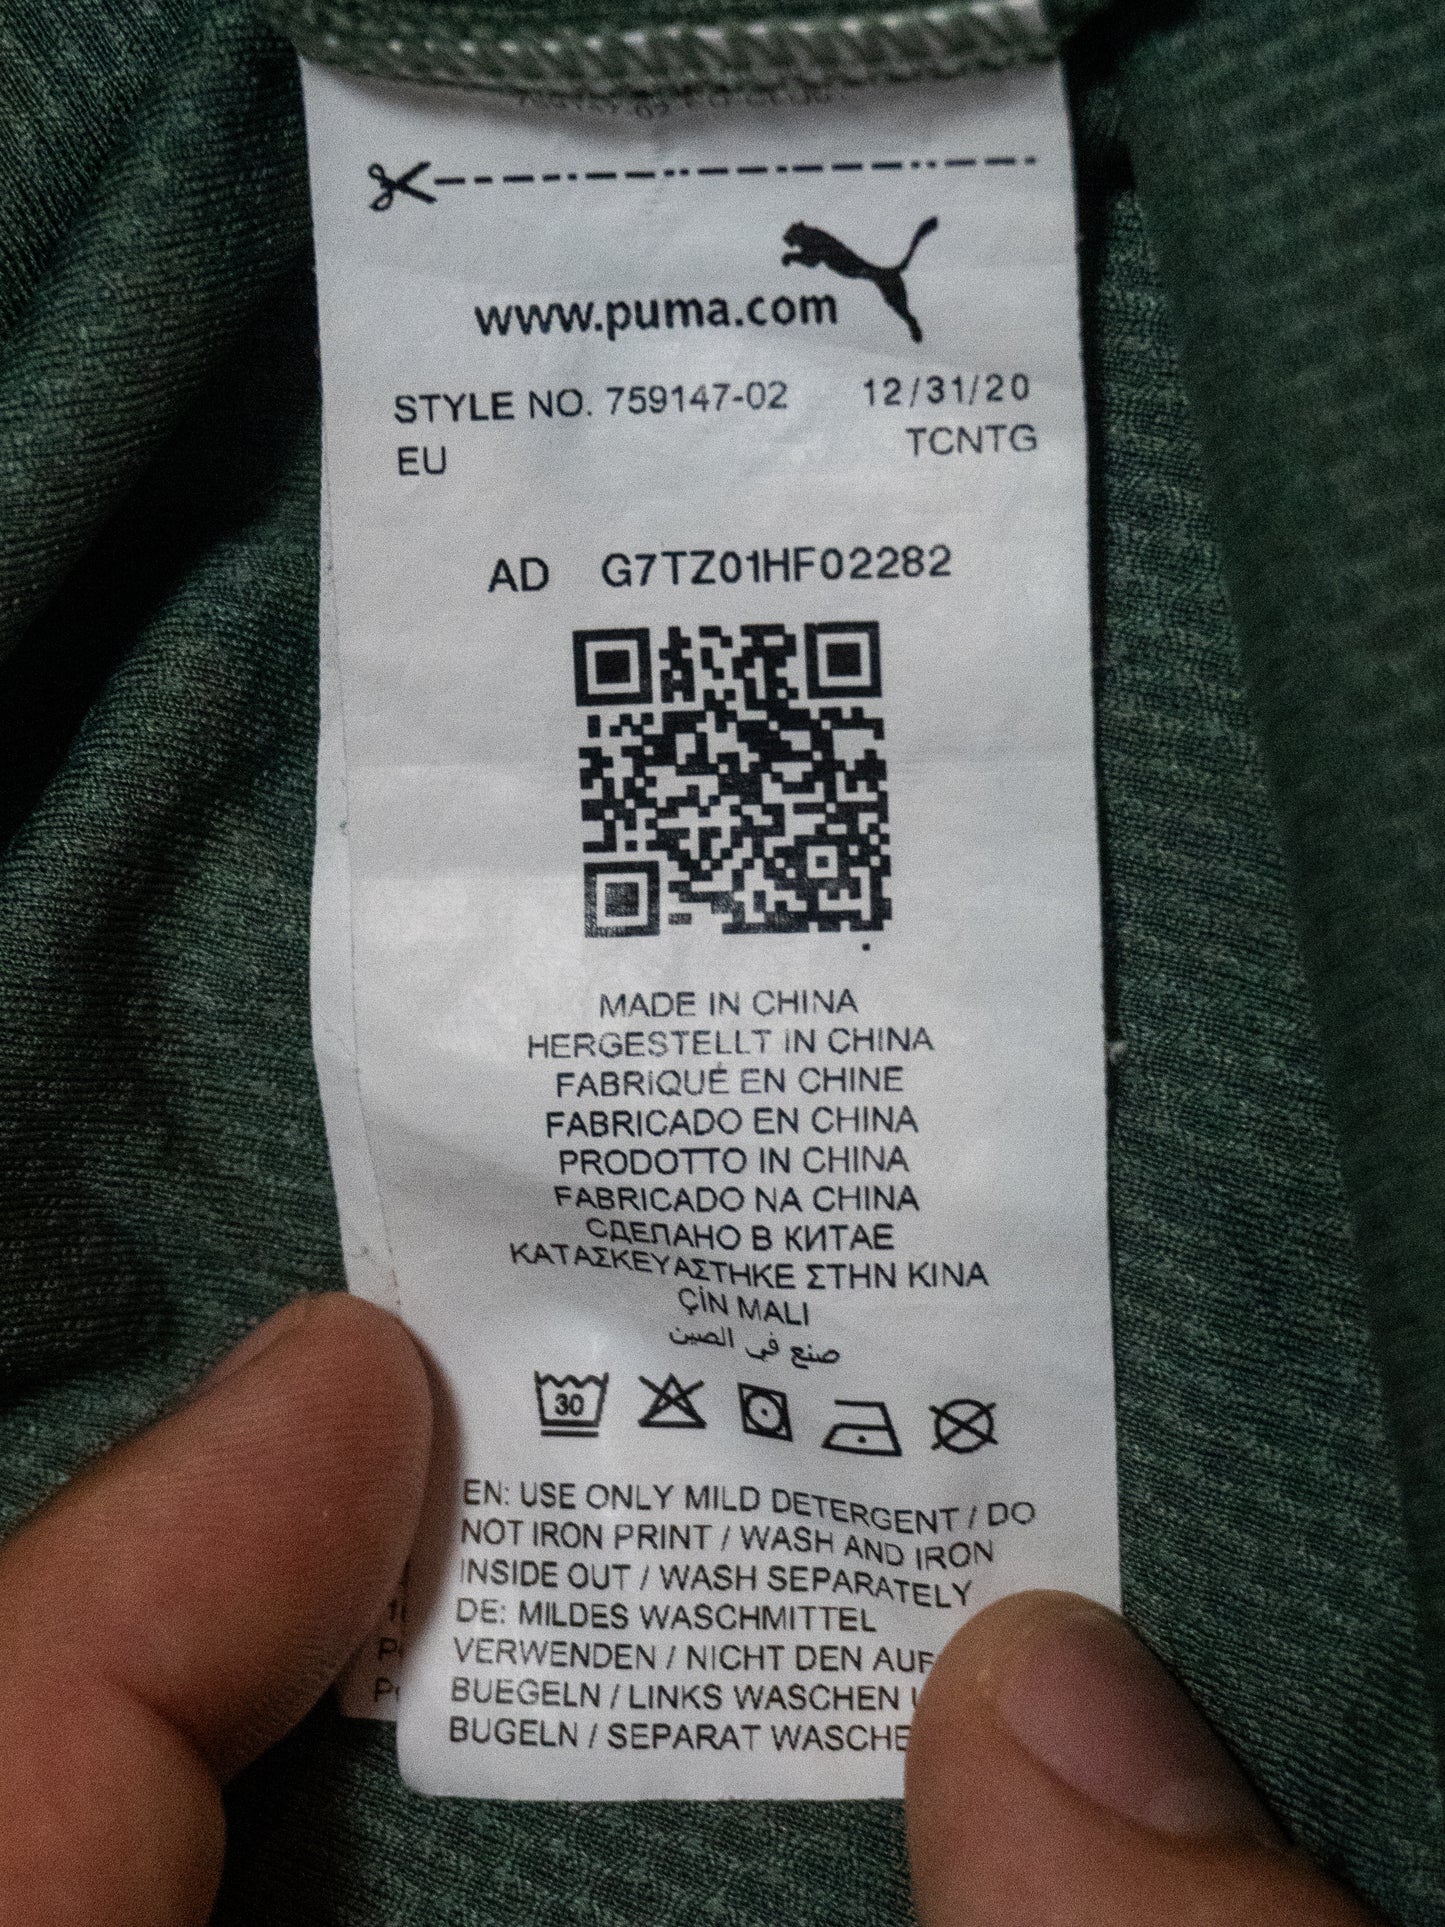 www.puma.com
STYLE NO. 759147-02 12/31/20
EU TCNTG
AD G7TZ01HF02282
MADE IN CHINA
HERGESTELLT IN CHINA
FABRIQUÉ EN CHINE
FABRICADO EN CHINA
PRODOTTO IN CHINA
FABRICADO NA CHINA
СДЕЛАНО В КИТАЕ
ΚΑΤΑΣΚΕΥΑΣΤΗΚΕ ΣΤΗΝ ΚΙΝΑ
ÇİN MALI
صنع في الصين
30
EN: USE ONLY MILD DETERGENT / DO
NOT IRON PRINT / WASH AND IRON
INSIDE OUT / WASH SEPARATELY
DE: MILDES WASCHMITTEL
VERWENDEN / NICHT DEN AUF
BUEGELN / LINKS WASCHEN
BUGELN / SEPARAT WASCHE